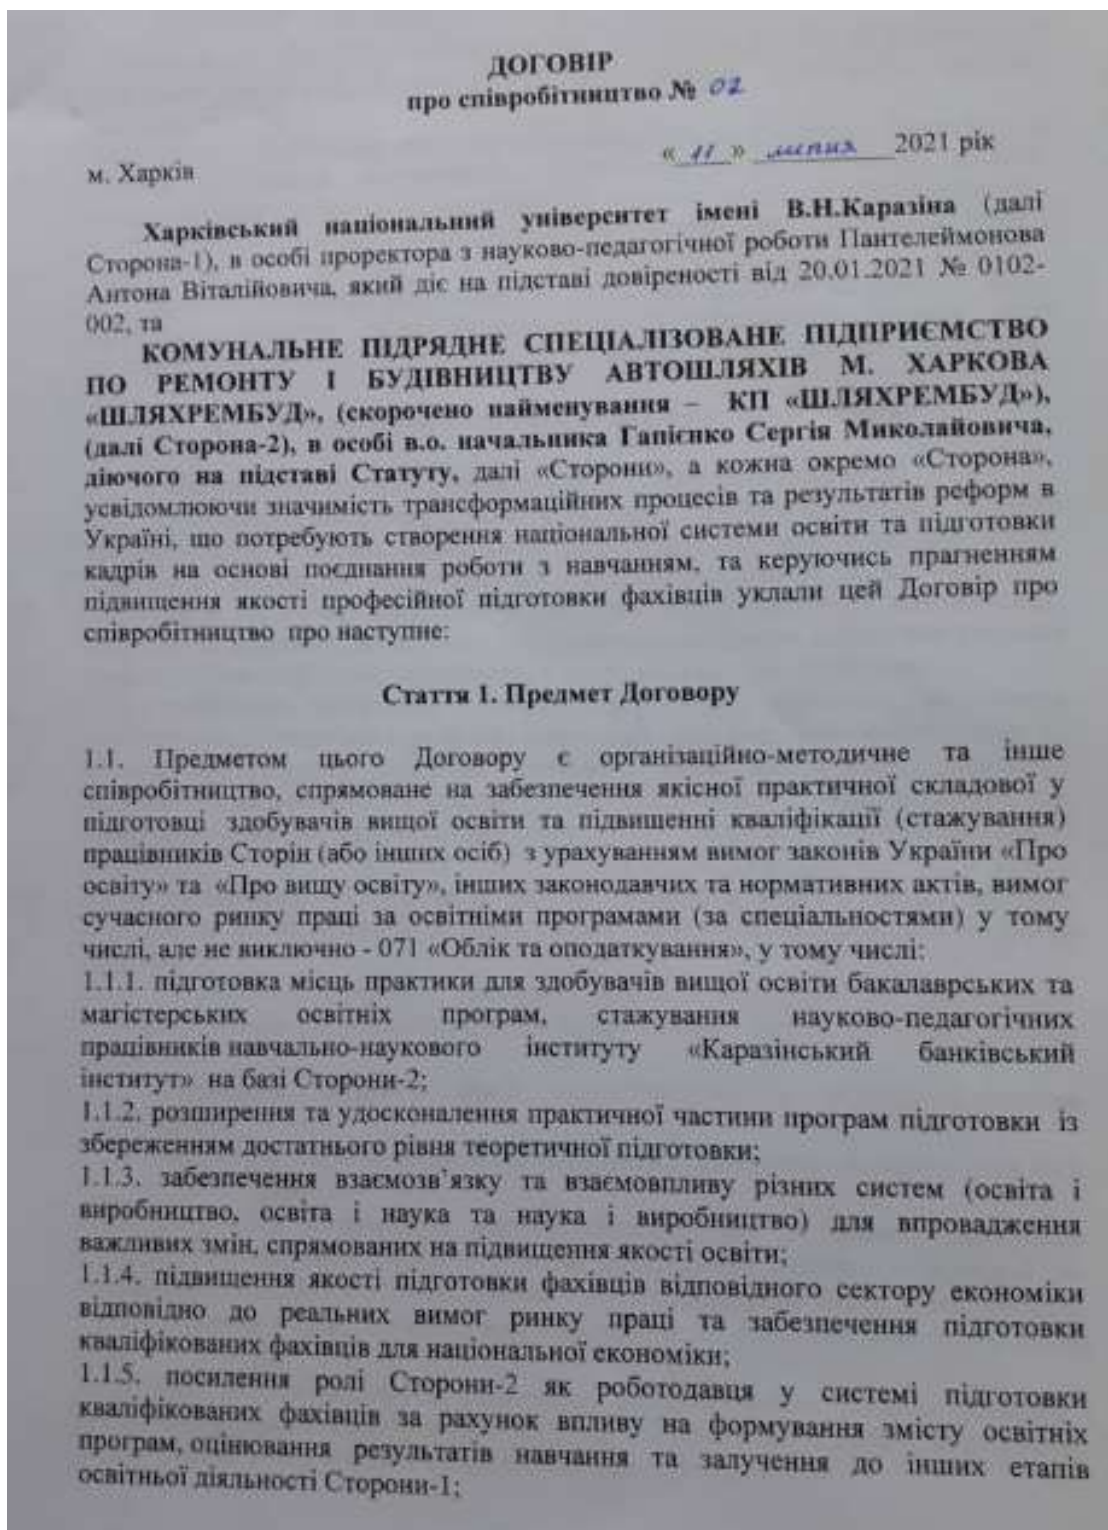 ДОГОВІР
про співробітництво № 02
м. Харків
« 11 » липня 2021 рік
Харківський національний університет імені В.Н.Каразіна (далі
Сторона-1), в особі проректора з науково-педагогічної роботи Пантелеймонова
Антона Віталійовича, який діє на підставі довіреності від 20.01.2021 № 0102-
002, та
КОМУНАЛЬНЕ ПІДРЯДНЕ СПЕЦІАЛІЗОВАНЕ ПІДПРИЄМСТВО
ПО РЕМОНТУ І БУДІВНИЦТВУ АВТОШЛЯХІВ М. ХАРКОВА
«ШЛЯХРЕМБУД», (скорочено найменування – КП «ШЛЯХРЕМБУД»),
(далі Сторона-2), в особі в.о. начальника Гапієнко Сергія Миколайовича,
діючого на підставі Статуту, далі «Сторони», а кожна окремо «Сторона»,
усвідомлюючи значимість трансформаційних процесів та результатів реформ в
Україні, що потребують створення національної системи освіти та підготовки
кадрів на основі поєднання роботи з навчанням, та керуючись прагненням
підвищення якості професійної підготовки фахівців уклали цей Договір про
співробітництво про наступне:
Стаття 1. Предмет Договору
1.1. Предметом цього Договору є організаційно-методичне та інше
співробітництво, спрямоване на забезпечення якісної практичної складової у
підготовці здобувачів вищої освіти та підвищенні кваліфікації (стажування)
працівників Сторін (або інших осіб) з урахуванням вимог законів України «Про
освіту» та «Про вищу освіту», інших законодавчих та нормативних актів, вимог
сучасного ринку праці за освітніми програмами (за спеціальностями) у тому
числі, але не виключно - 071 «Облік та оподаткування», у тому числі:
1.1.1. підготовка місць практики для здобувачів вищої освіти бакалаврських та
магістерських освітніх програм, стажування науково-педагогічних
працівників навчально-наукового інституту «Каразінський банківський
інститут» на базі Сторони-2;
1.1.2. розширення та удосконалення практичної частини програм підготовки із
збереженням достатнього рівня теоретичної підготовки;
1.1.3. забезпечення взаємозв’язку та взаємовпливу різних систем (освіта і
виробництво, освіта і наука та наука і виробництво) для впровадження
важливих змін, спрямованих на підвищення якості освіти;
1.1.4. підвищення якості підготовки фахівців відповідного сектору економіки
відповідно до реальних вимог ринку праці та забезпечення підготовки
кваліфікованих фахівців для національної економіки;
1.1.5. посилення ролі Сторони-2 як роботодавця у системі підготовки
кваліфікованих фахівців за рахунок впливу на формування змісту освітніх
програм, оцінювання результатів навчання та залучення до інших етапів
освітньої діяльності Сторони-1;